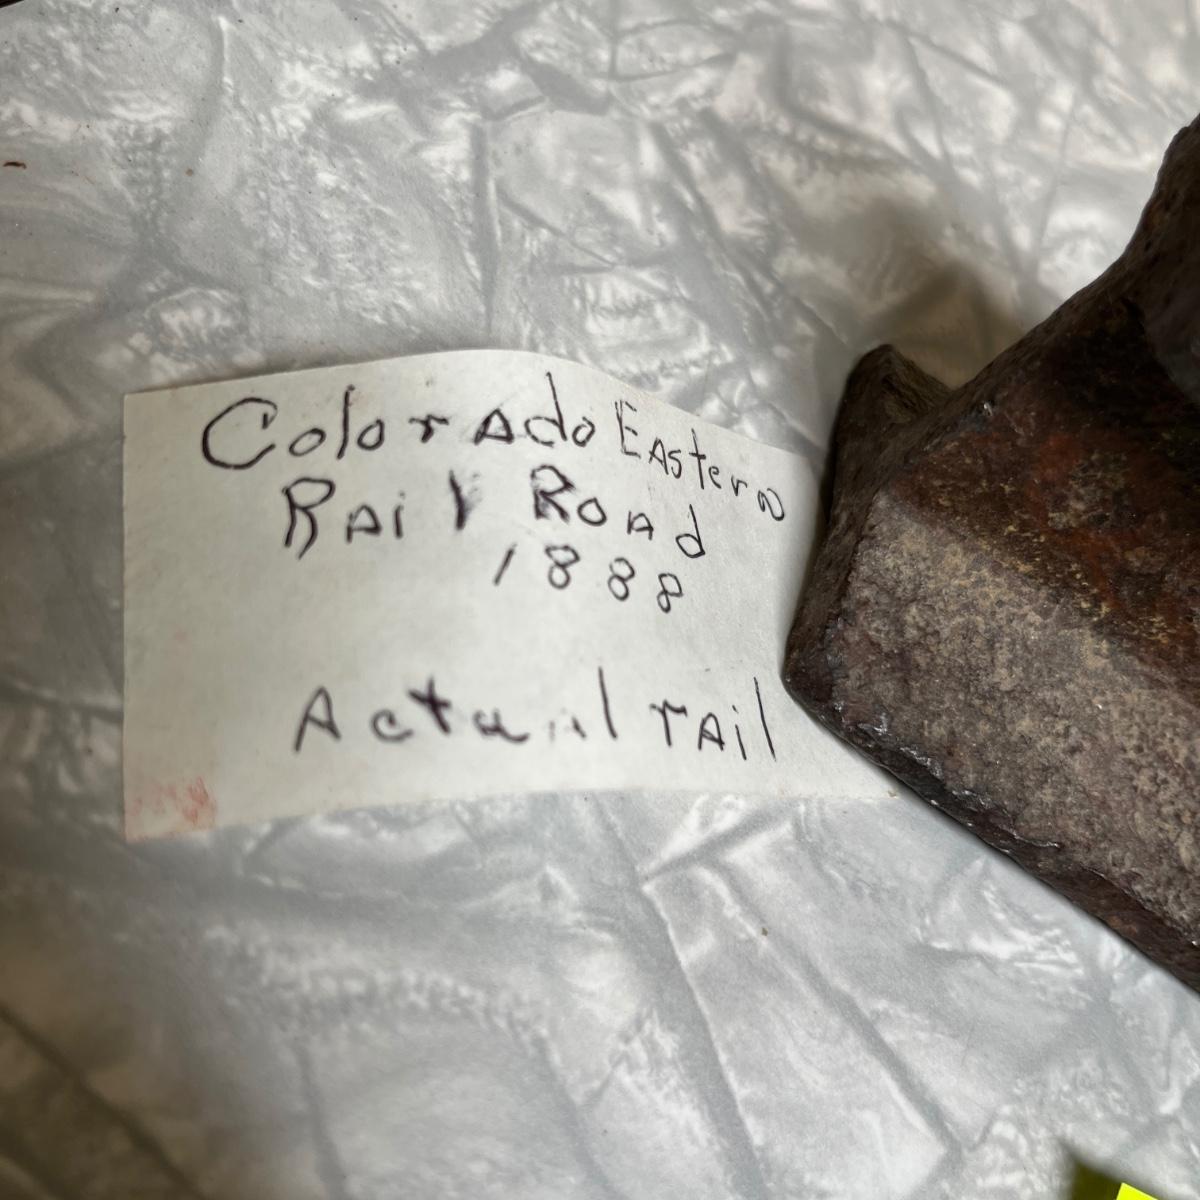 Colorado Eastern
Rail Road
1888
Actual rail